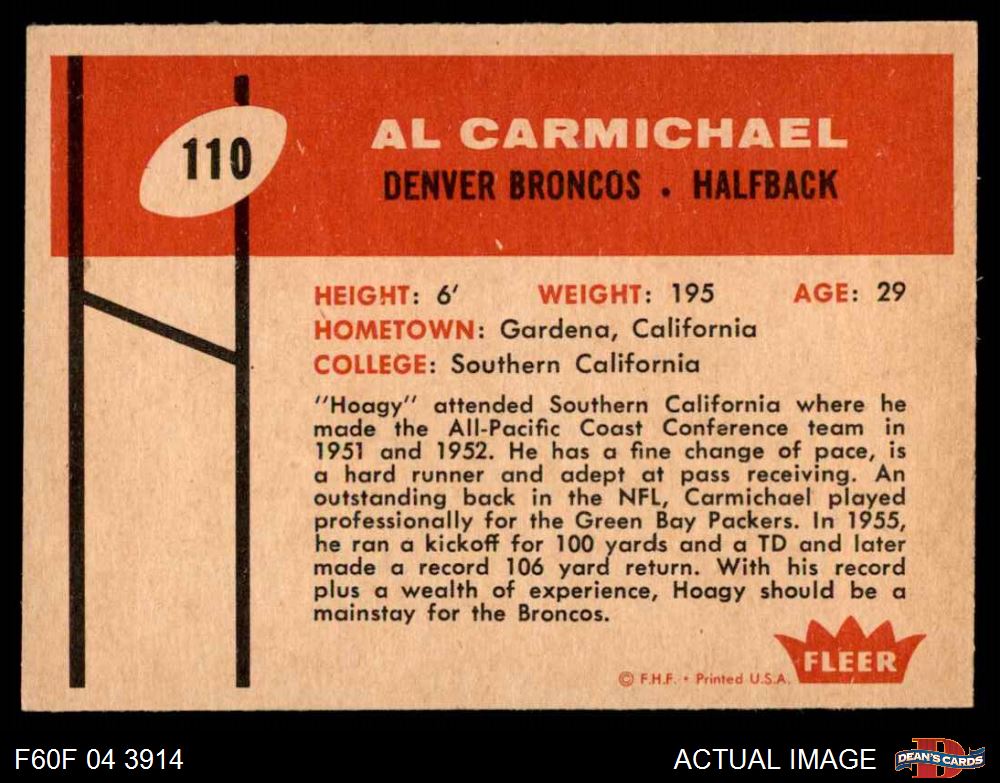 110
AL CARMICHAEL
DENVER BRONCOS . HALFBACK
HEIGHT: 6' WEIGHT: 195 AGE: 29
HOMETOWN: Gardena, California
COLLEGE: Southern California
"Hoagy" attended Southern California where he
made the All-Pacific Coast Conference team in
1951 and 1952. He has a fine change of pace, is
a hard runner and adept at pass receiving. An
outstanding back in the NFL, Carmichael played
professionally for the Green Bay Packers. In 1955,
he ran a kickoff for 100 yards and a TD and later
made a record 106 yard return. With his record
plus a wealth of experience, Hoagy should be a
mainstay for the Broncos.
FLEER
© F.H.F. • Printed U.S.A.
F60F 04 3914
ACTUAL IMAGE
D
DEAN'S CARDS